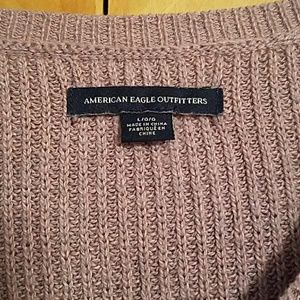 AMERICAN EAGLE OUTFITTERS
L/G/G
MADE IN CHINA
FABRIQUÉ EN
CHINE